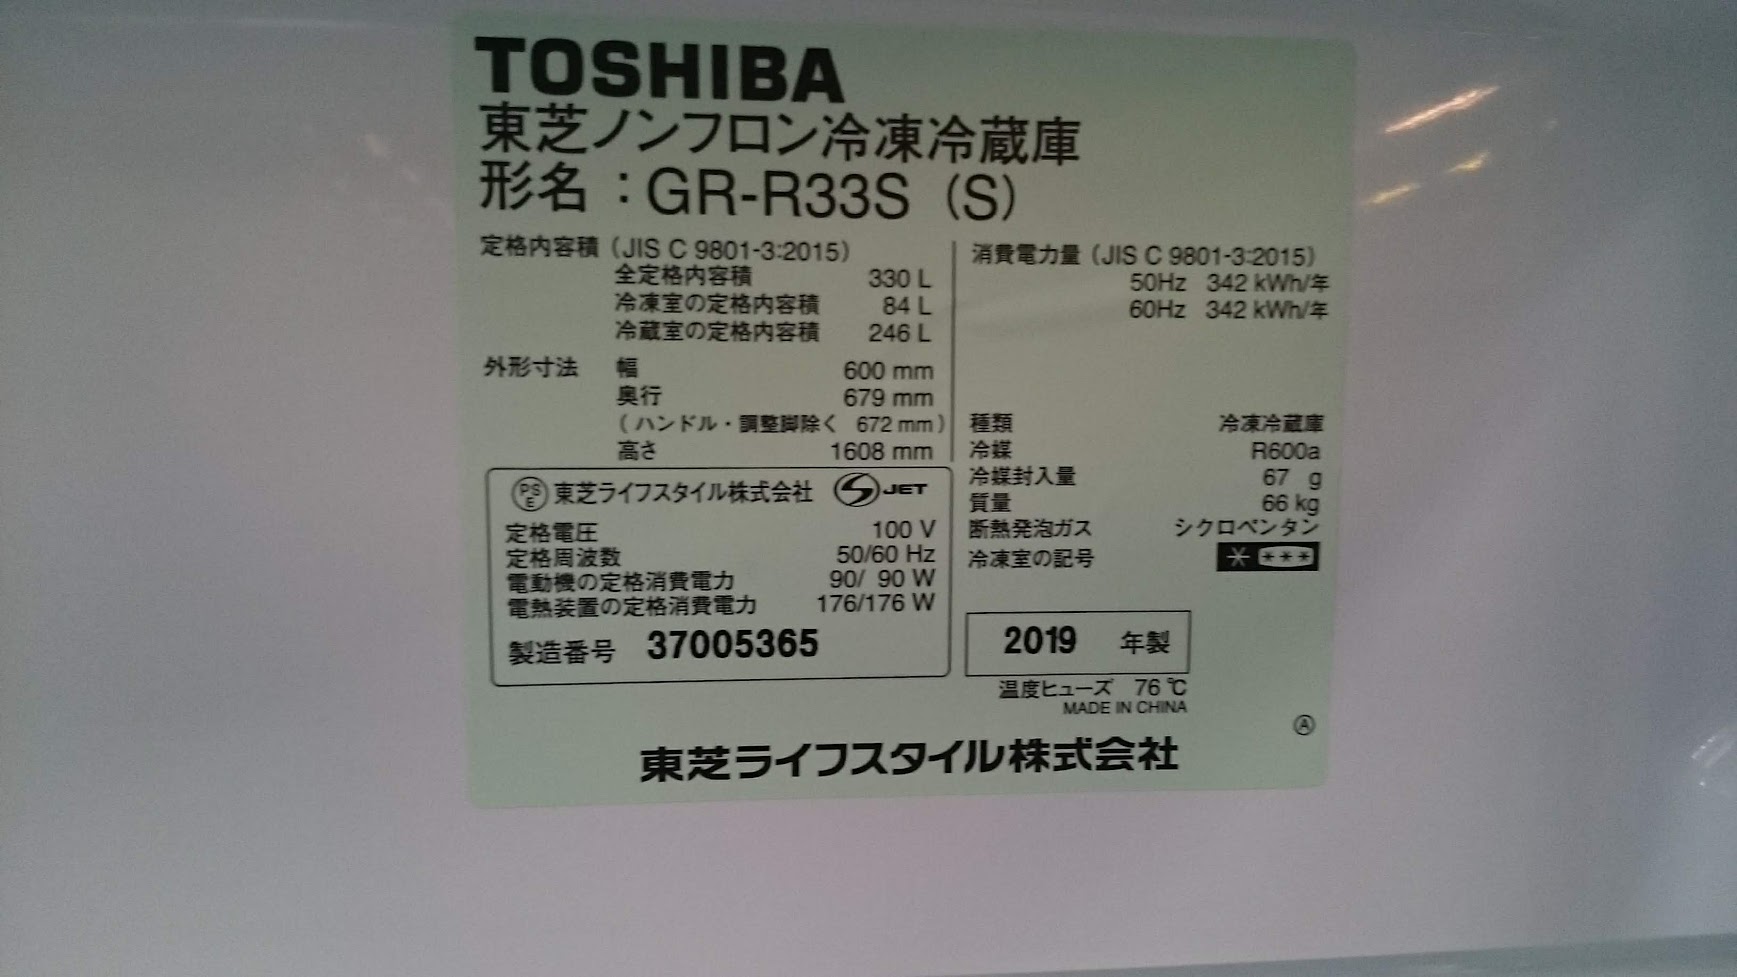 TOSHIBA
東芝ノンフロン冷凍冷蔵庫
形名：GR-R33S (S)
定格内容積（JIS C 9801-3:2015）
全定格内容積 330 L
冷凍室の定格内容積 84 L
冷蔵室の定格内容積 246 L
外形寸法 幅 600 mm
奥行 679 mm
（ハンドル・調整脚除く 672 mm）
高さ 1608 mm
PS E 東芝ライフスタイル株式会社 S JET
定格電圧 100 V
定格周波数 50/60 Hz
電動機の定格消費電力 90/ 90 W
電熱装置の定格消費電力 176/176 W
製造番号 37005365
消費電力量（JIS C 9801-3:2015）
50Hz 342 kWh/年
60Hz 342 kWh/年
種類 冷凍冷蔵庫
冷媒 R600a
冷媒封入量 67 g
質量 66 kg
断熱発泡ガス シクロペンタン
冷凍室の記号 * ***
2019 年製
温度ヒューズ 76 ℃
MADE IN CHINA
Ⓐ
東芝ライフスタイル株式会社